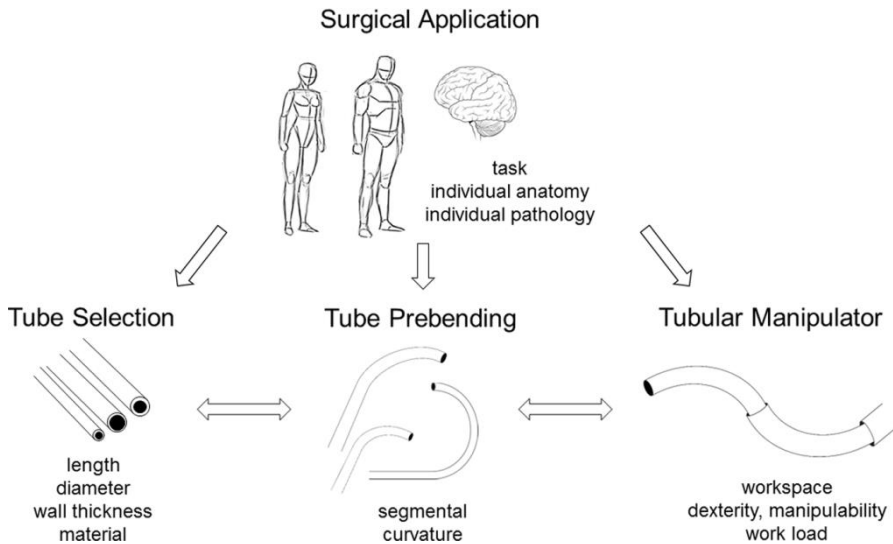 Surgical Application
task
individual anatomy
individual pathology
Tube Selection
length
diameter
wall thickness
material
Tube Prebending
segmental
curvature
Tubular Manipulator
workspace
dexterity, manipulability
work load